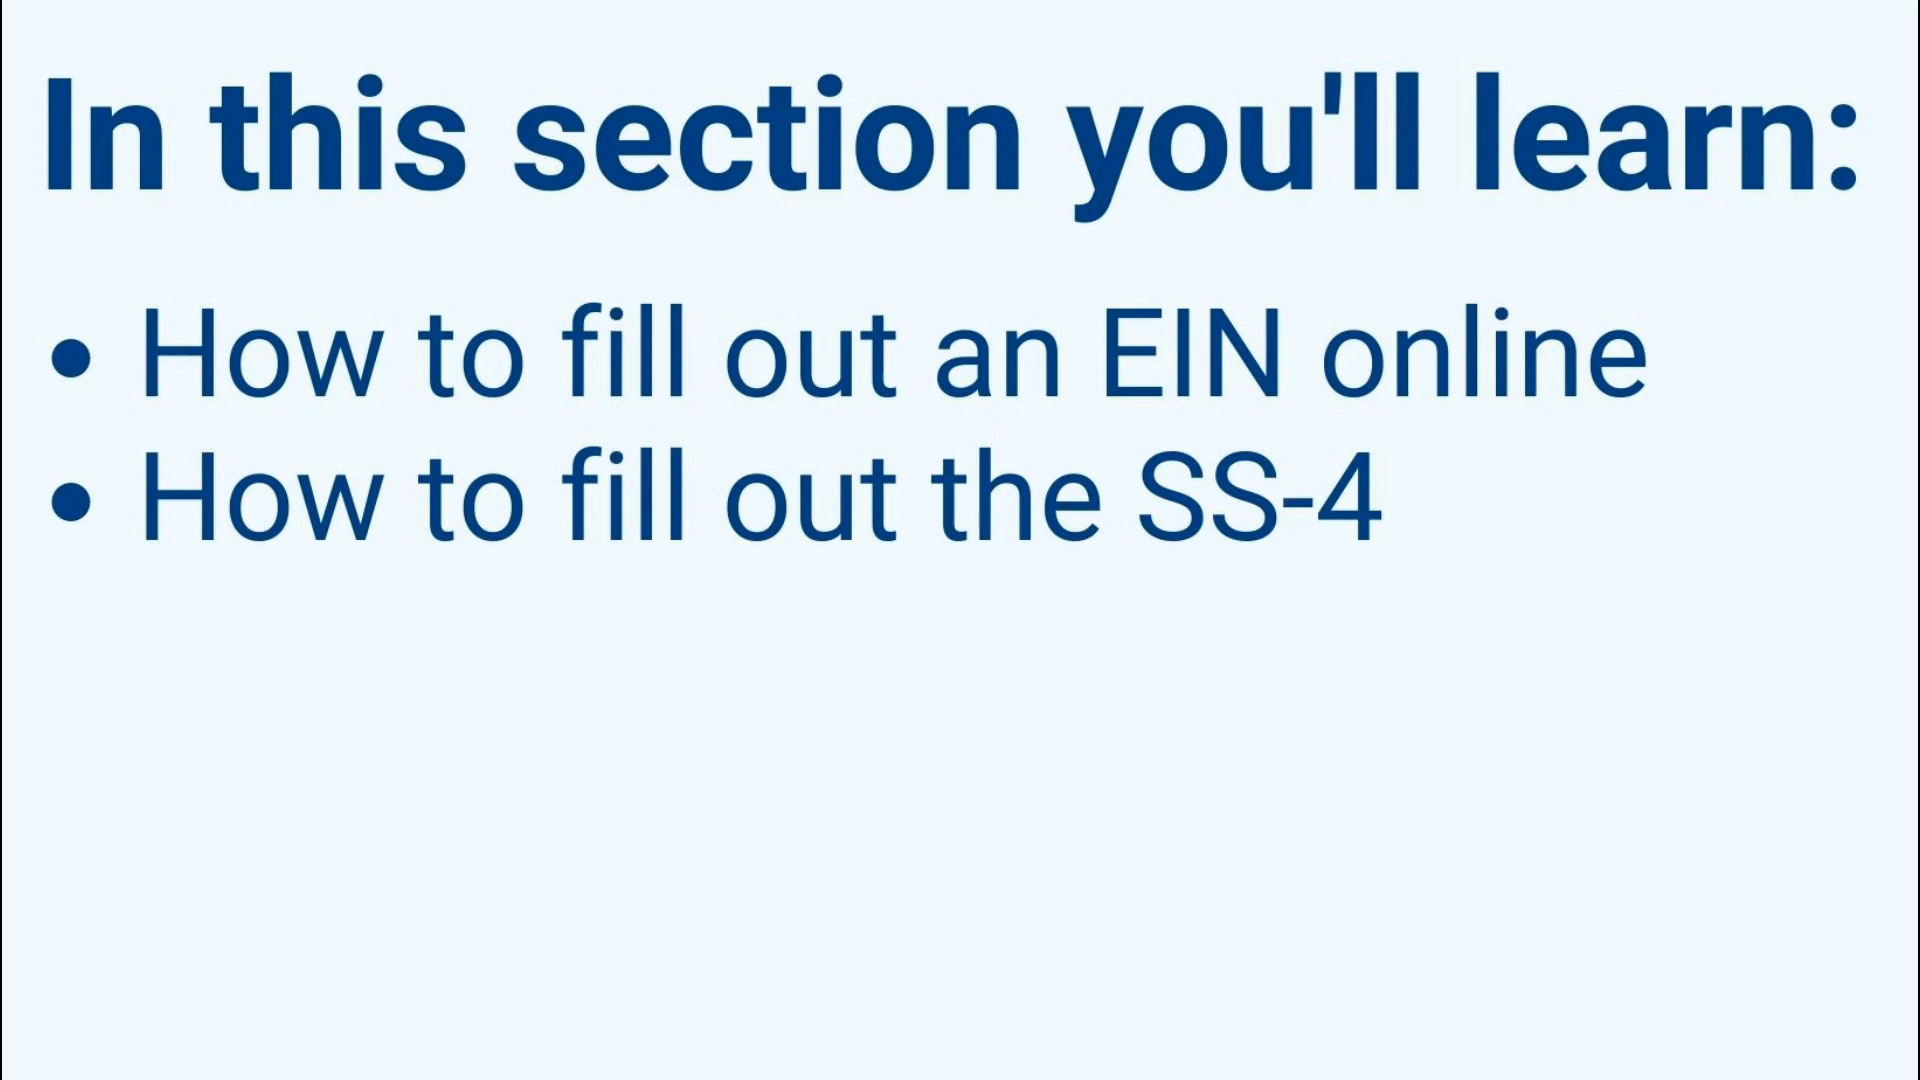 In this section you'll learn:
• How to fill out an EIN online
• How to fill out the SS-4